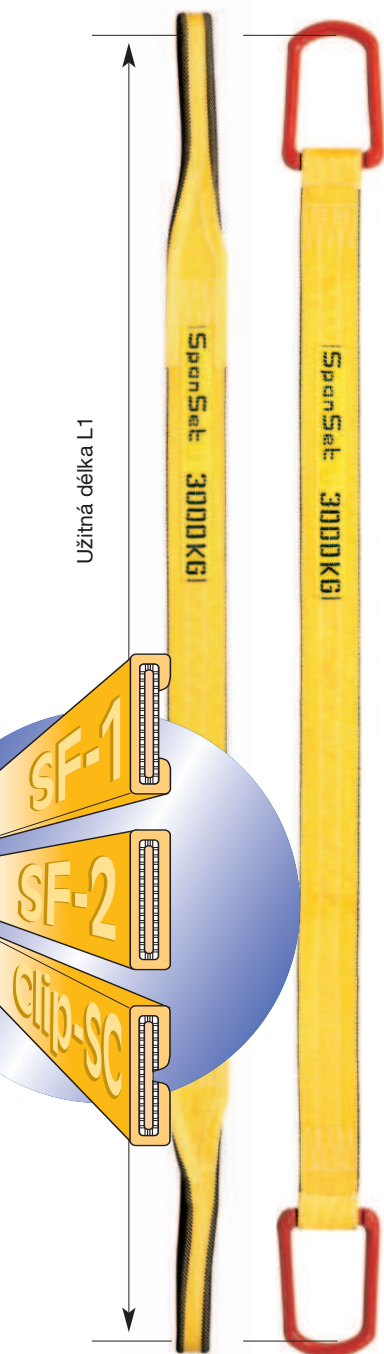 Užitná délka L1
|SpanSet 3000KG|
|SpanSet 3000KG|
SF-1
SF-2
Clip-SC